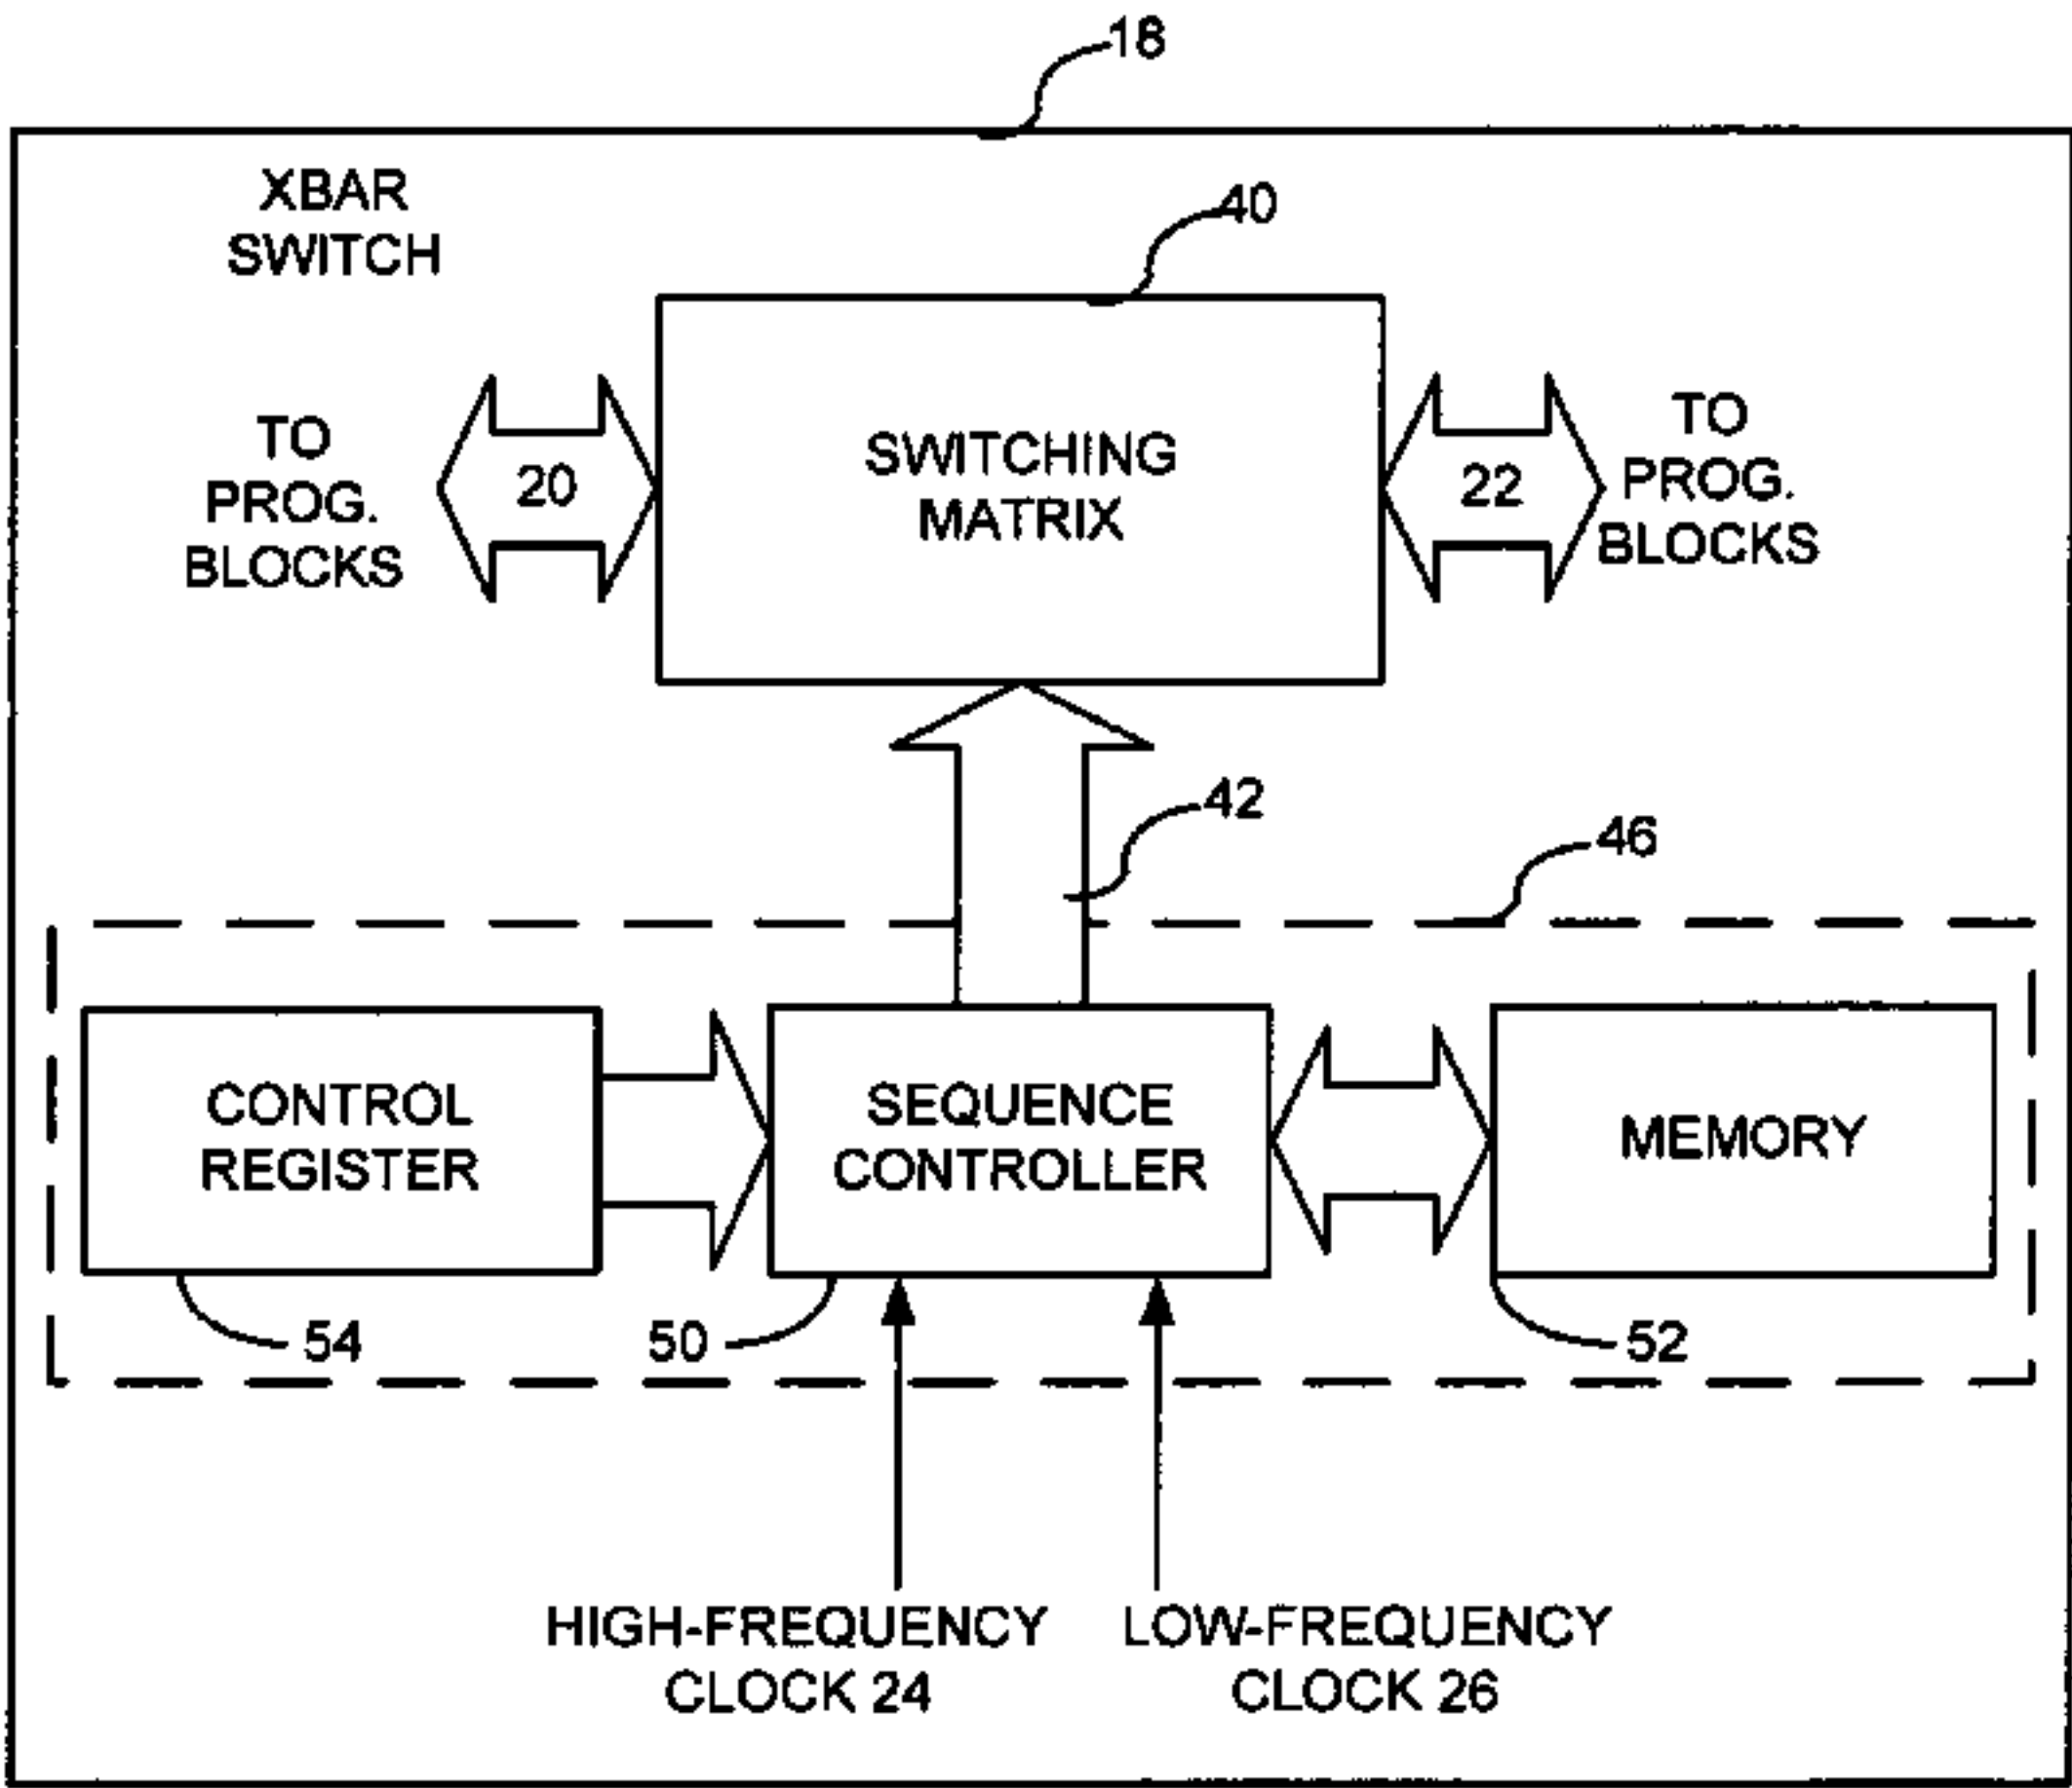 18
XBAR
SWITCH
40
TO
PROG.
BLOCKS
20
SWITCHING
MATRIX
22
TO
PROG.
BLOCKS
42
46
CONTROL
REGISTER
SEQUENCE
CONTROLLER
MEMORY
54
50
52
HIGH-FREQUENCY
CLOCK 24
LOW-FREQUENCY
CLOCK 26